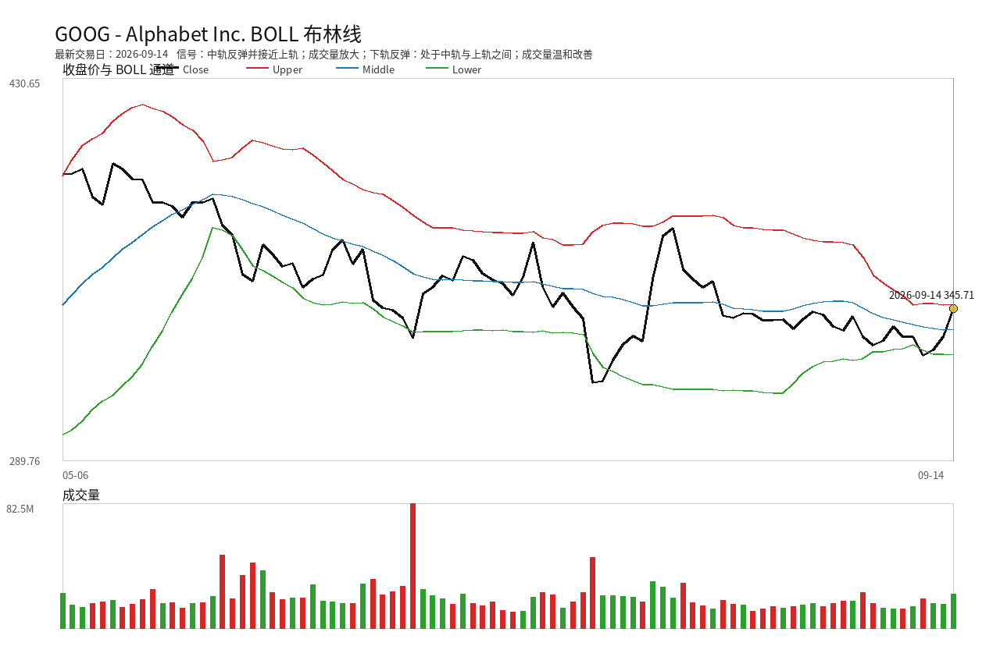 GOOG - Alphabet Inc. BOLL 布林线
最新交易日：2026-09-14 信号：中轨反弹并接近上轨；成交量放大；下轨反弹：处于中轨与上轨之间；成交量温和改善
收盘价与 BOLL 通道 Close Upper Middle Lower
430.65
2026-09-14 345.71
289.76
05-06 09-14
成交量
82.5M